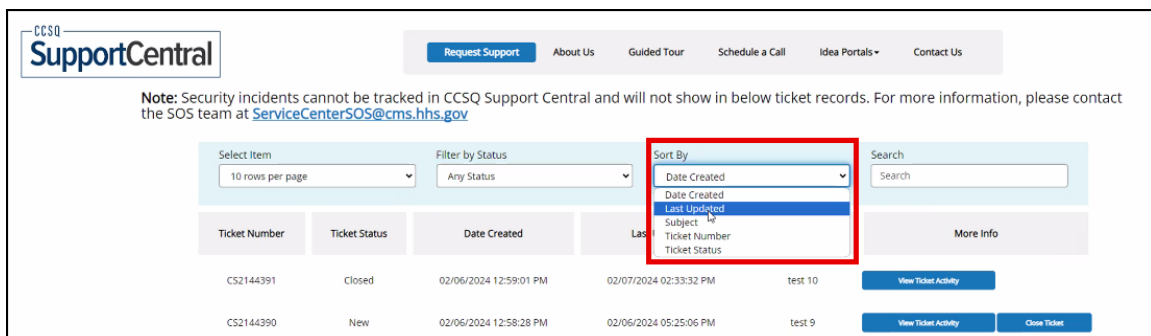 CCSQ
SupportCentral
Request Support About Us Guided Tour Schedule a Call Idea Portals Contact Us
Note: Security incidents cannot be tracked in CCSQ Support Central and will not show in below ticket records. For more information, please contact
the SOS team at ServiceCenterSOS@cms.hhs.gov
Select Item Filter by Status Sort By Search
10 rows per page Any Status Date Created Search
Date Created
Last Updated
Subject
Ticket Number
Ticket Status
Ticket Number Ticket Status Date Created Las More Info
CS2144391 Closed 02/06/2024 12:59:01 PM 02/07/2024 02:33:32 PM test 10 View Ticket Activity
CS2144390 New 02/06/2024 12:58:28 PM 02/06/2024 05:25:06 PM test 9 View Ticket Activity Close Ticket